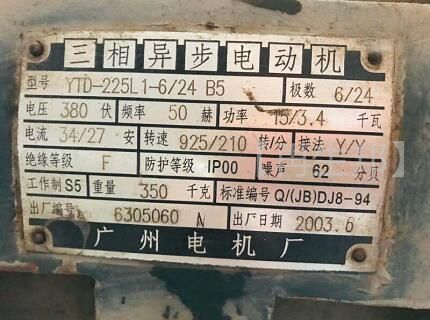 三相异步电动机
型号 YTD-225L1-6/24 B5 极数 6/24
电压 380 伏 频率 50 赫 功率 15/3.4 千瓦
电流 34/27 安 转速 925/210 转/分 接法 Y/Y
绝缘等级 F 防护等级 IP00 噪声 62 分贝
工作制 S5 重量 350 千克 标准编号 Q/(JB)DJ8-94
出厂编号 6305060 N 出厂日期 2003.6
广州电机厂